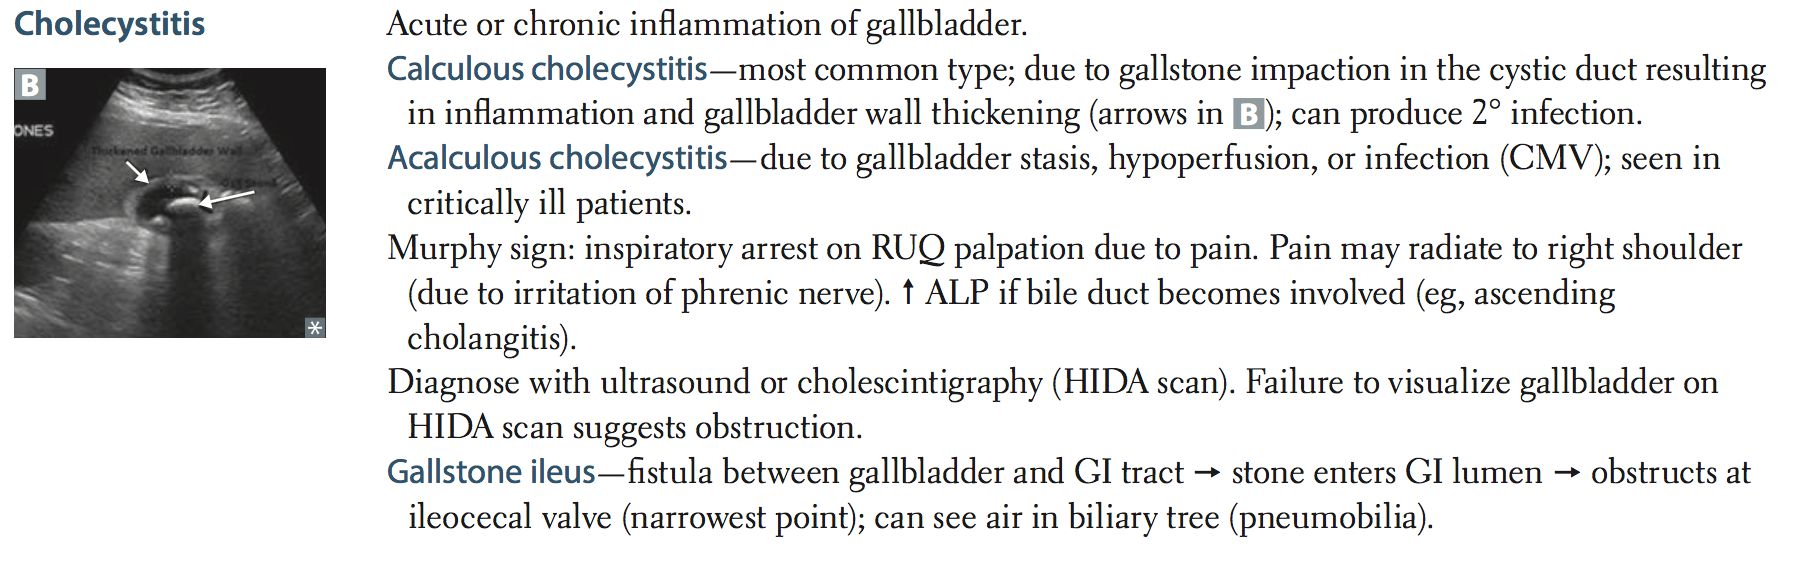 Cholecystitis
B
ONES
Thickened Gallbladder Wall
*
Acute or chronic inflammation of gallbladder.
Calculous cholecystitis—most common type; due to gallstone impaction in the cystic duct resulting
in inflammation and gallbladder wall thickening (arrows in B); can produce 2° infection.
Acalculous cholecystitis—due to gallbladder stasis, hypoperfusion, or infection (CMV); seen in
critically ill patients.
Murphy sign: inspiratory arrest on RUQ palpation due to pain. Pain may radiate to right shoulder
(due to irritation of phrenic nerve). ↑ ALP if bile duct becomes involved (eg, ascending
cholangitis).
Diagnose with ultrasound or cholescintigraphy (HIDA scan). Failure to visualize gallbladder on
HIDA scan suggests obstruction.
Gallstone ileus—fistula between gallbladder and GI tract → stone enters GI lumen → obstructs at
ileocecal valve (narrowest point); can see air in biliary tree (pneumobilia).